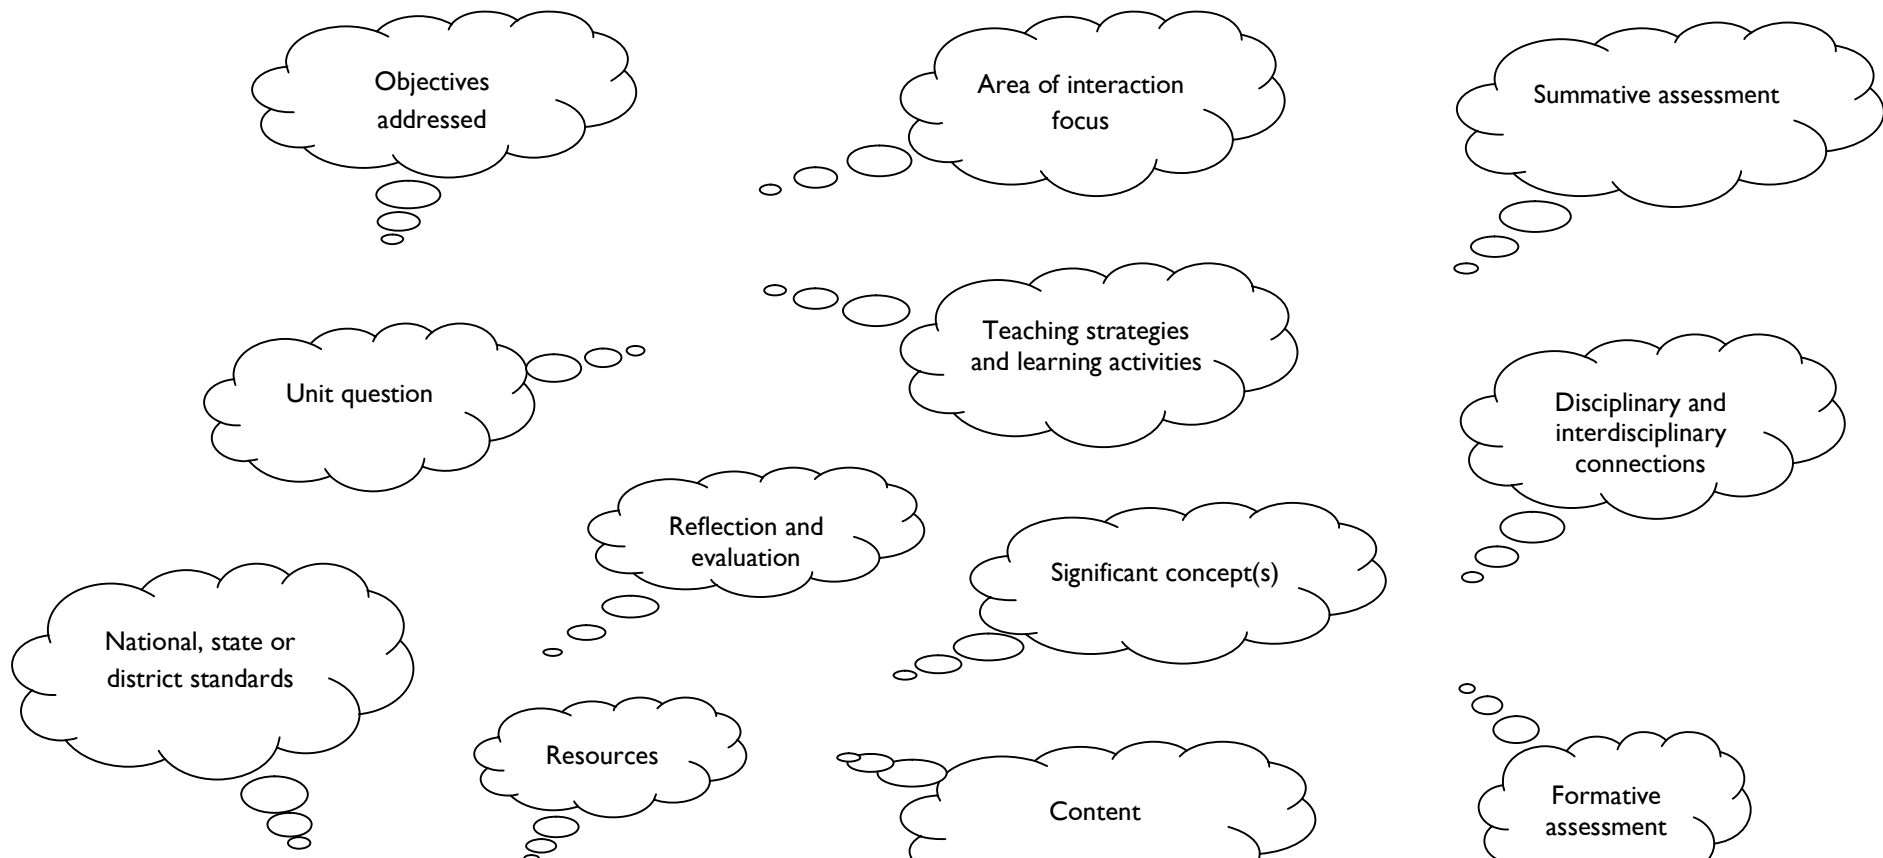 Objectives
addressed
Area of interaction
focus
Summative assessment
Teaching strategies
and learning activities
Unit question
Disciplinary and
interdisciplinary
connections
Reflection and
evaluation
Significant concept(s)
National, state or
district standards
Resources
Content
Formative
assessment